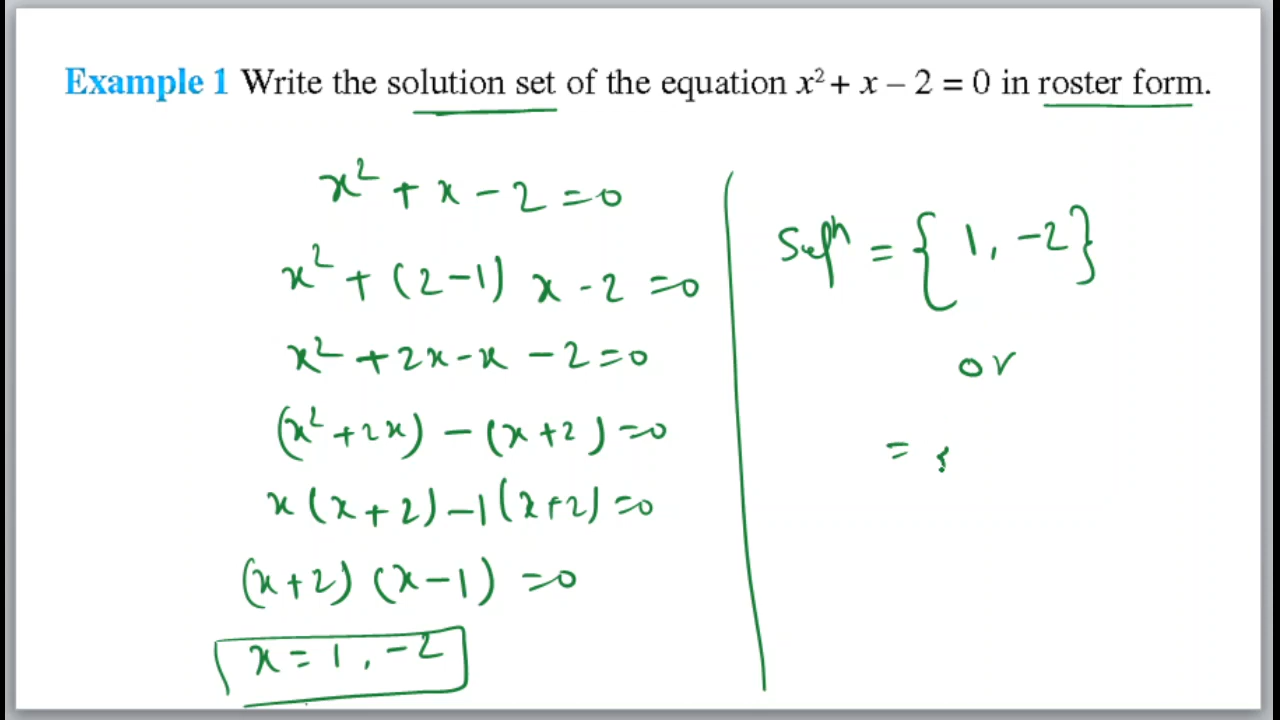 Example 1 Write the solution set of the equation x² + x – 2 = 0 in roster form.
x² + x - 2 = 0
x² + (2-1) x - 2 = 0
x² + 2x - x - 2 = 0
(x² + 2x) - (x+2) = 0
x (x+2) - 1 (x+2) = 0
(x+2) (x-1) = 0
x = 1, -2
= { 1, -2}
or
=